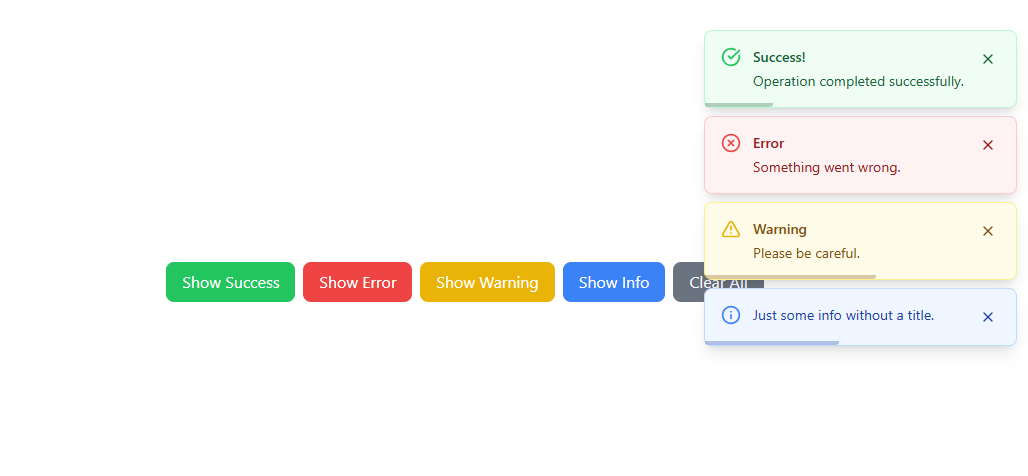 Success!
Operation completed successfully.
Error
Something went wrong.
Warning
Please be careful.
Show Success
Show Error
Show Warning
Show Info
Clear All
Just some info without a title.